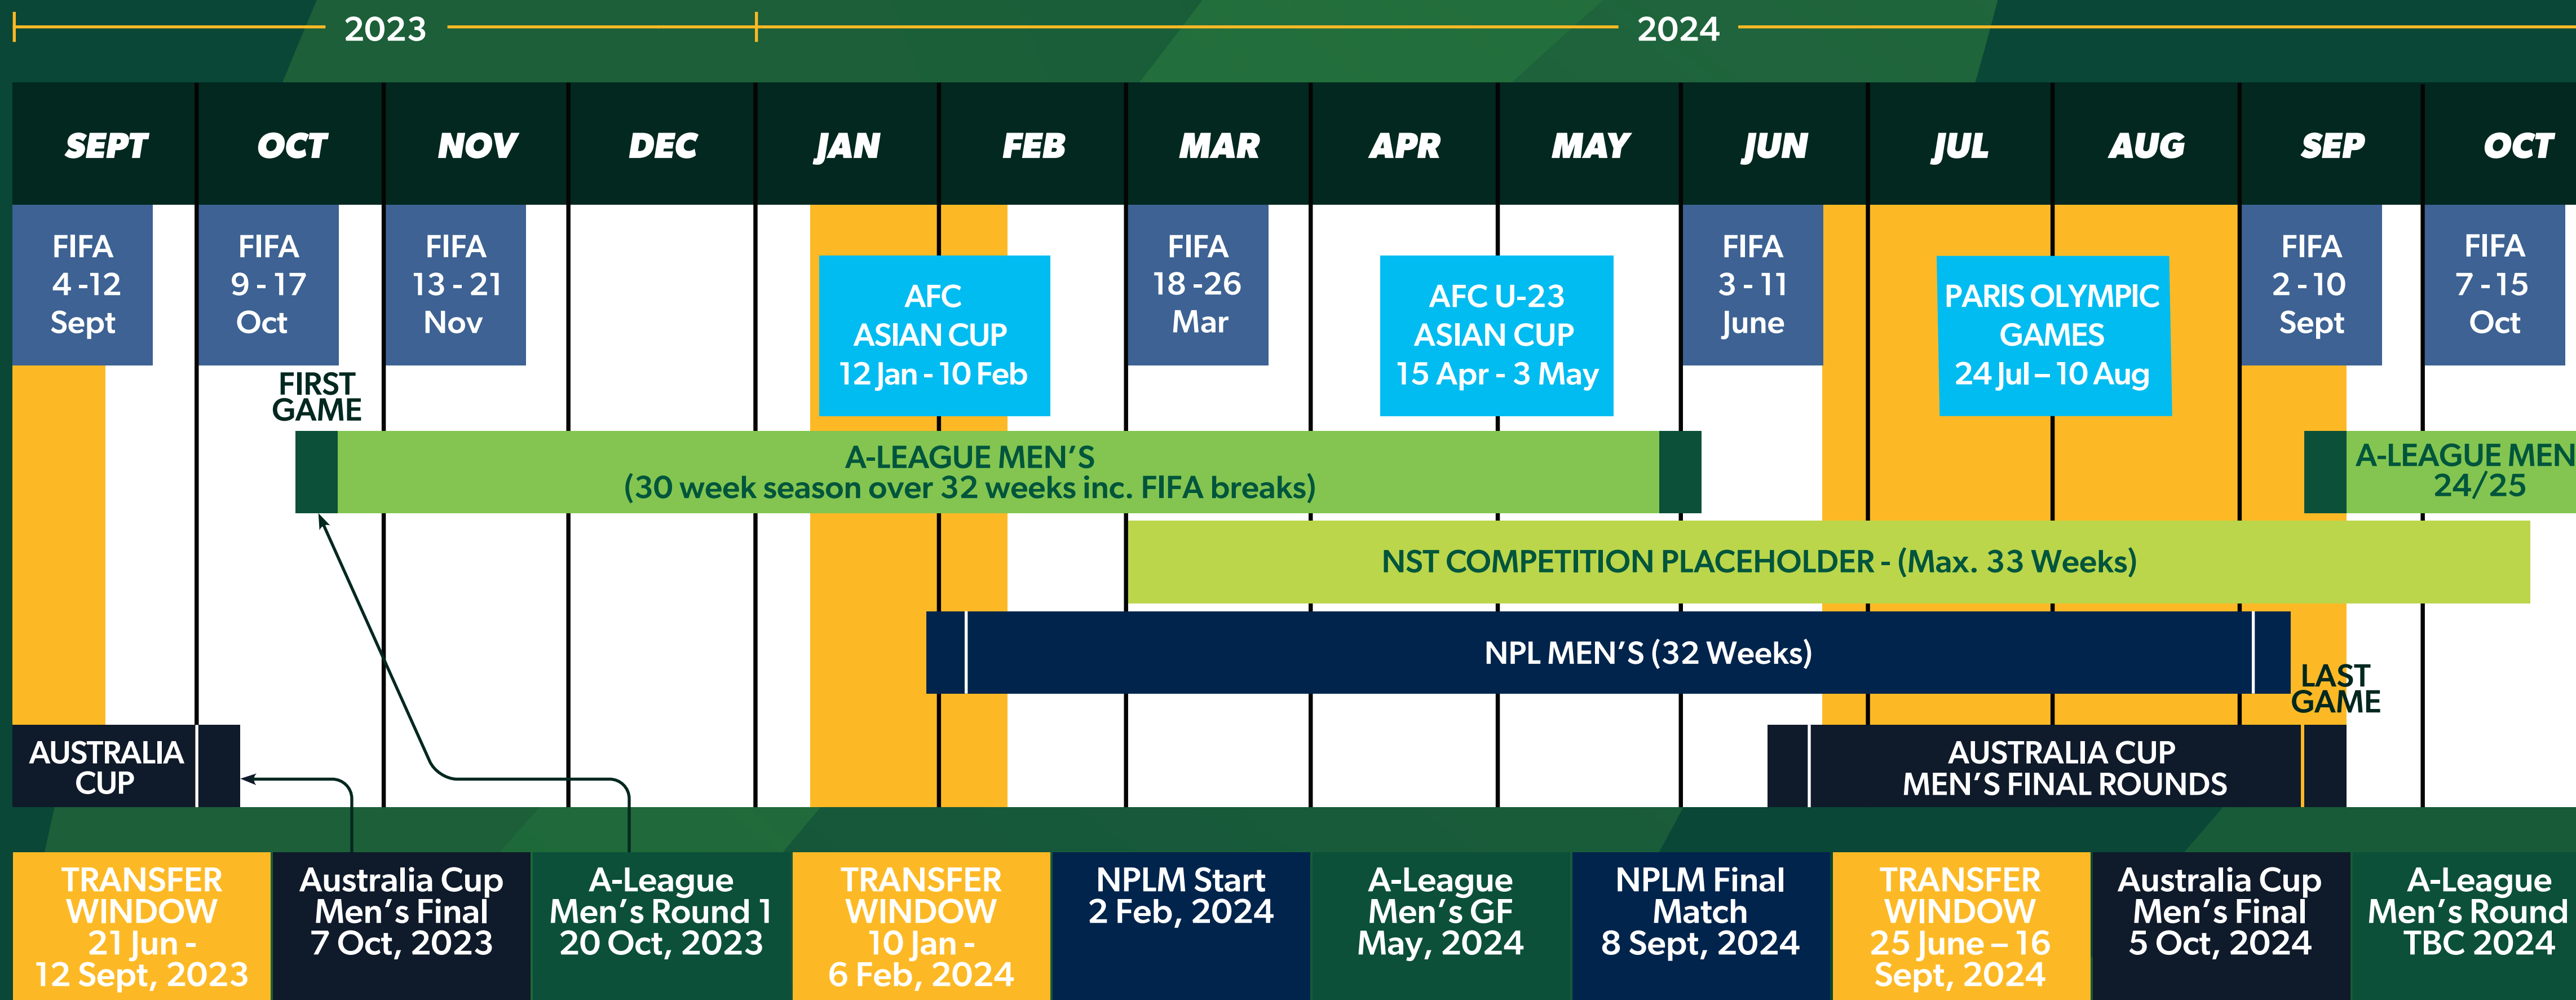 2023
2024
SEPT
OCT
NOV
DEC
JAN
FEB
MAR
APR
MAY
JUN
JUL
AUG
SEP
OCT
FIFA
4 -12
Sept
FIFA
9 - 17
Oct
FIFA
13 - 21
Nov
AFC
ASIAN CUP
12 Jan - 10 Feb
FIFA
18 -26
Mar
AFC U-23
ASIAN CUP
15 Apr - 3 May
FIFA
3 - 11
June
PARIS OLYMPIC
GAMES
24 Jul – 10 Aug
FIFA
2 - 10
Sept
FIFA
7 - 15
Oct
FIRST
GAME
A-LEAGUE MEN’S
(30 week season over 32 weeks inc. FIFA breaks)
A-LEAGUE MEN
24/25
NST COMPETITION PLACEHOLDER - (Max. 33 Weeks)
NPL MEN’S (32 Weeks)
LAST
GAME
AUSTRALIA
CUP
AUSTRALIA CUP
MEN’S FINAL ROUNDS
TRANSFER
WINDOW
21 Jun -
12 Sept, 2023
Australia Cup
Men’s Final
7 Oct, 2023
A-League
Men’s Round 1
20 Oct, 2023
TRANSFER
WINDOW
10 Jan -
6 Feb, 2024
NPLM Start
2 Feb, 2024
A-League
Men’s GF
May, 2024
NPLM Final
Match
8 Sept, 2024
TRANSFER
WINDOW
25 June – 16
Sept, 2024
Australia Cup
Men’s Final
5 Oct, 2024
A-League
Men’s Round
TBC 2024